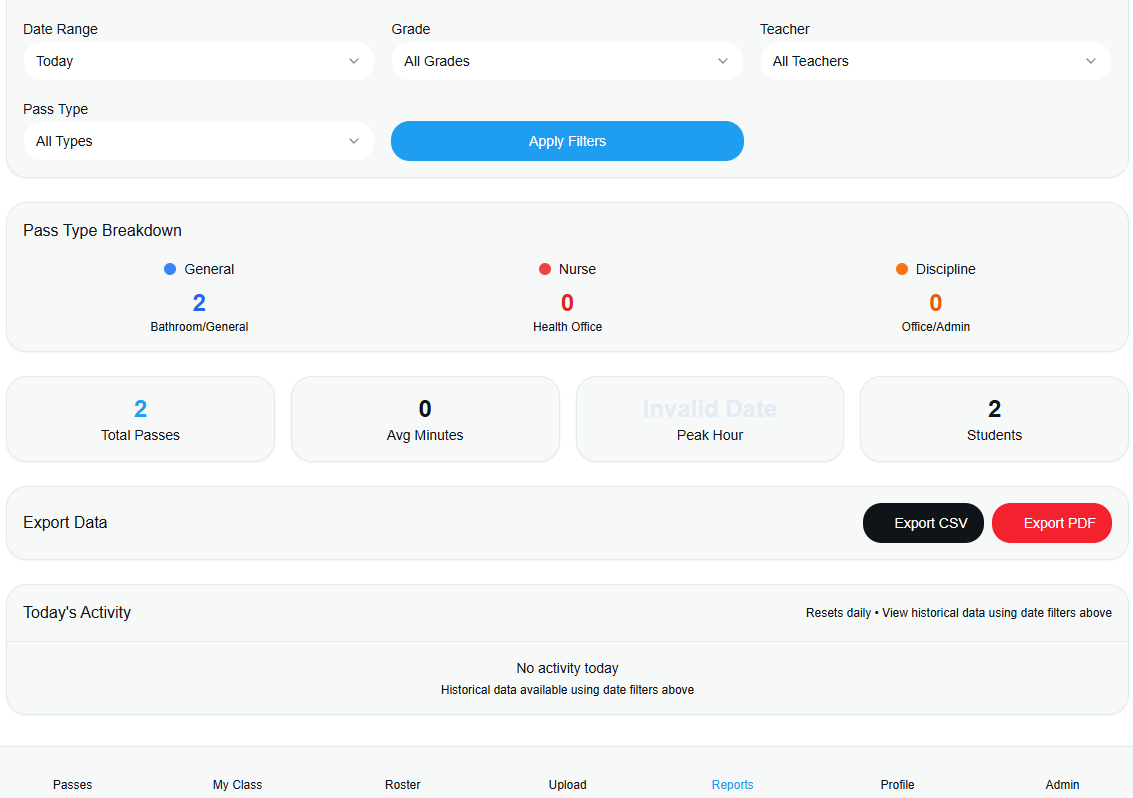 Date Range
Grade
Teacher
Today
All Grades
All Teachers
Pass Type
All Types
Apply Filters
Pass Type Breakdown
General
Nurse
Discipline
2
0
0
Bathroom/General
Health Office
Office/Admin
2
0
Invalid Date
2
Total Passes
Avg Minutes
Peak Hour
Students
Export Data
Export CSV
Export PDF
Today's Activity
Resets daily • View historical data using date filters above
No activity today
Historical data available using date filters above
Passes
My Class
Roster
Upload
Reports
Profile
Admin